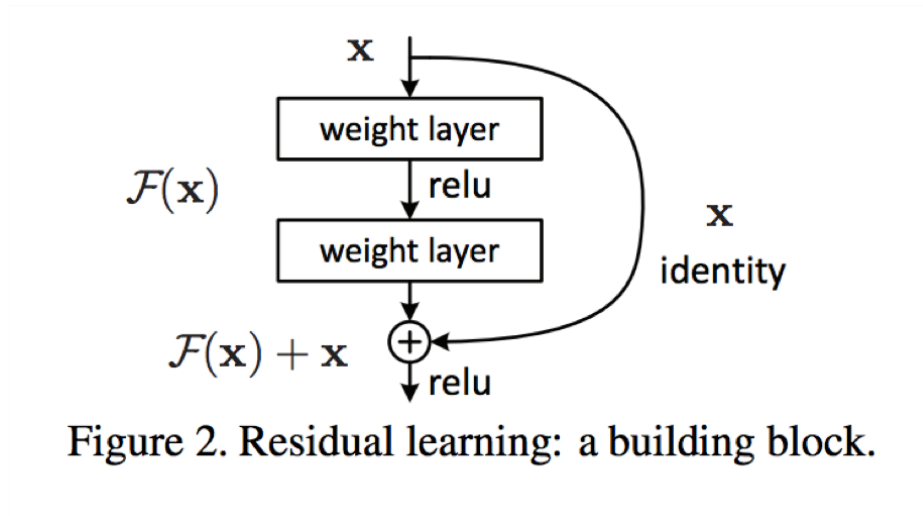 x
weight layer
F(x)
relu
x
weight layer
identity
F(x) + x
+
relu
Figure 2. Residual learning: a building block.